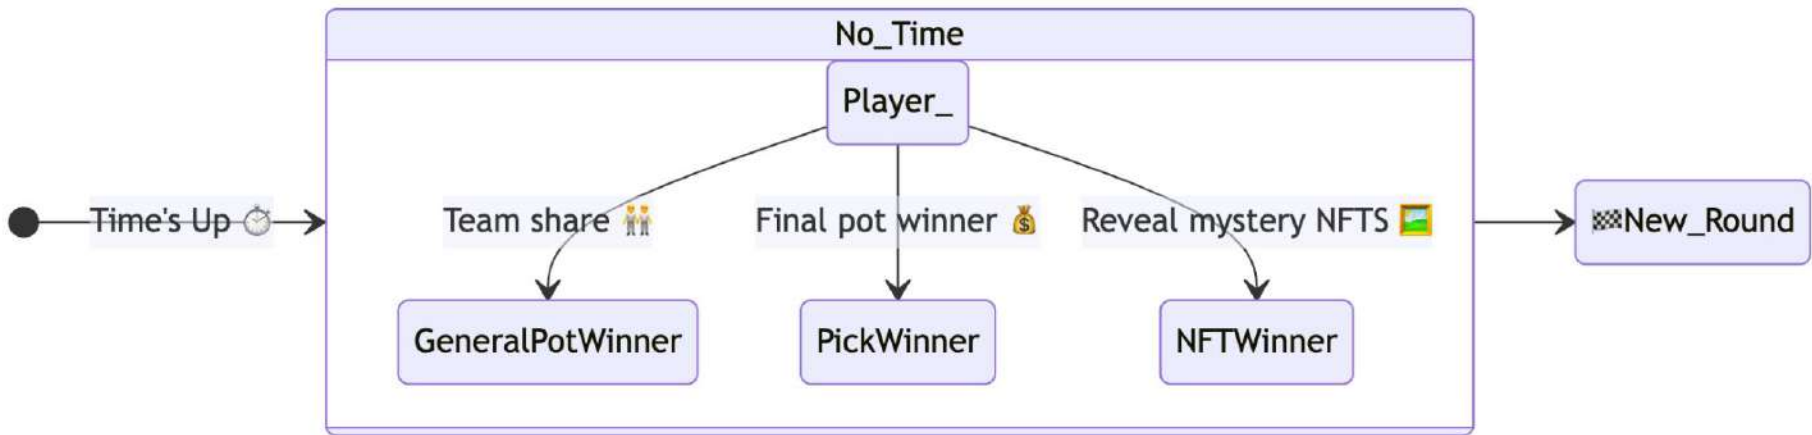 No_Time
Player_
Time's Up ⏱
Team share 🧑‍🤝‍🧑
Final pot winner 💰
Reveal mystery NFTS 🖼
🏁New_Round
GeneralPotWinner
PickWinner
NFTWinner